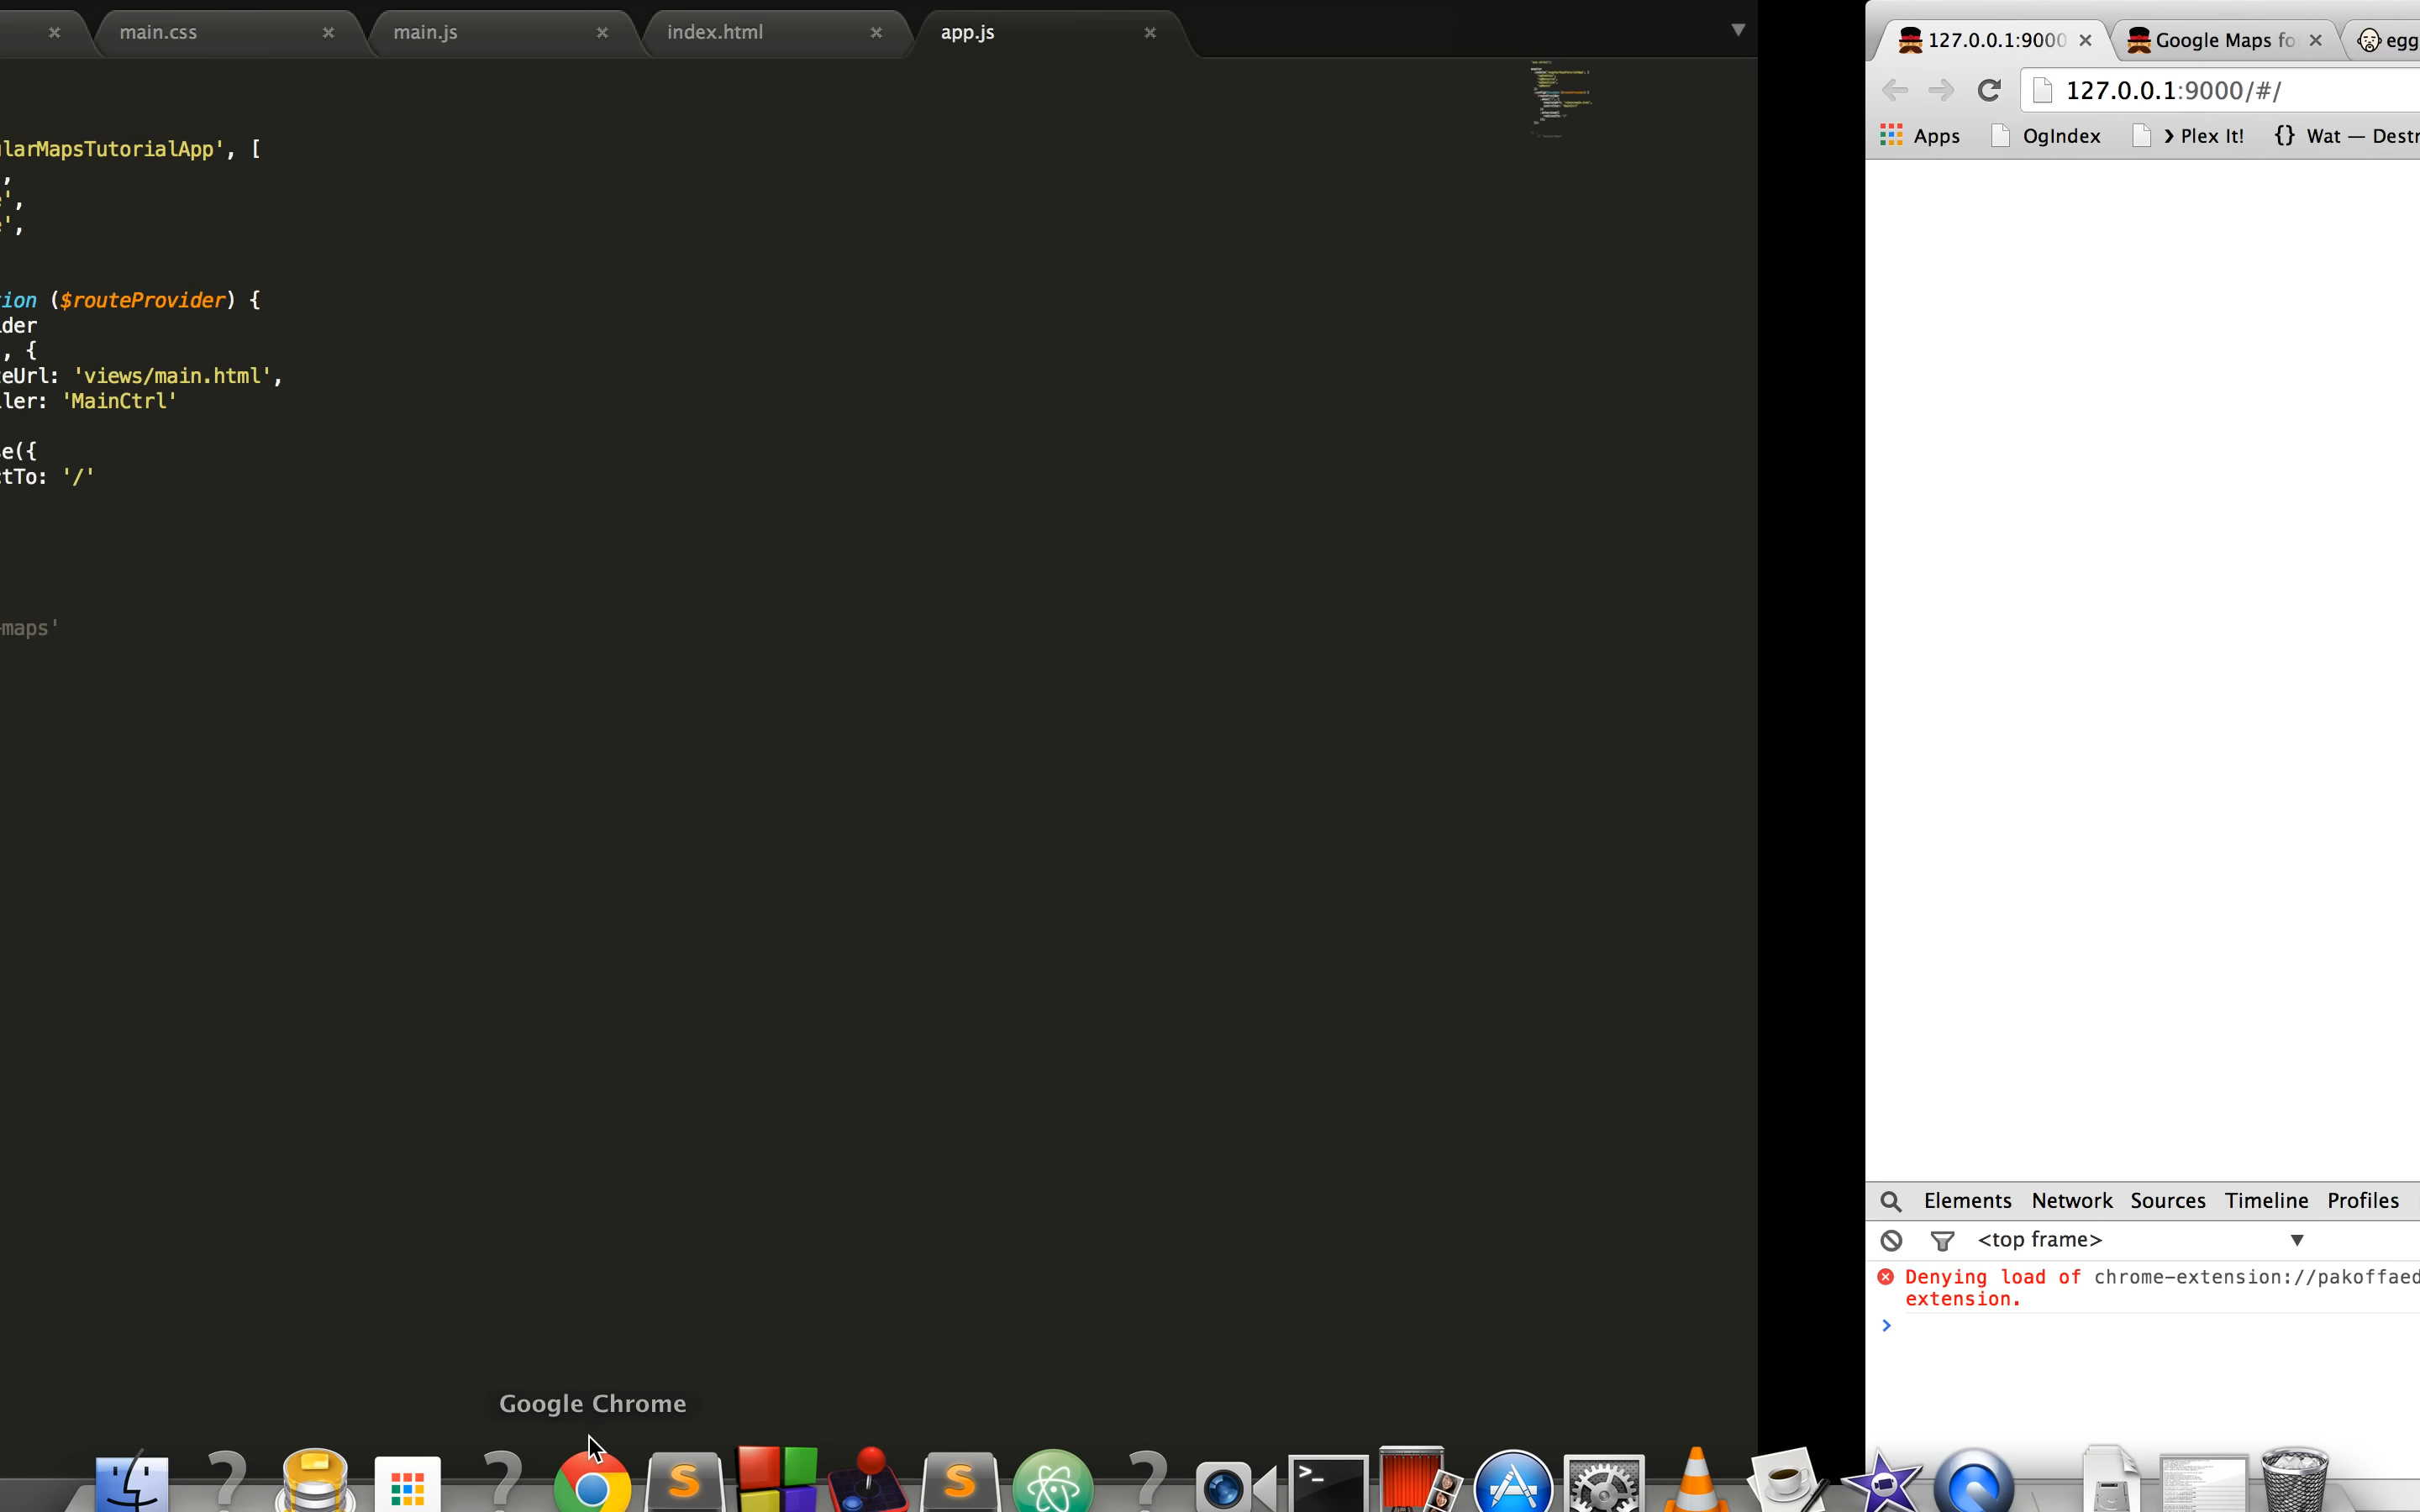 main.css
main.js
index.html
app.js
larMapsTutorialApp', [
',
e',
e',
ion ($routeProvider) {
der
, {
eUrl: 'views/main.html',
ler: 'MainCtrl'
e({
ctTo: '/'
-maps'
127.0.0.1:9000
Google Maps fo
egg
127.0.0.1:9000/#/
Apps
OgIndex
› Plex It!
{} Wat — Destr
Elements Network Sources Timeline Profiles
<top frame>
Denying load of chrome-extension://pakoffaed
extension.
>
Google Chrome